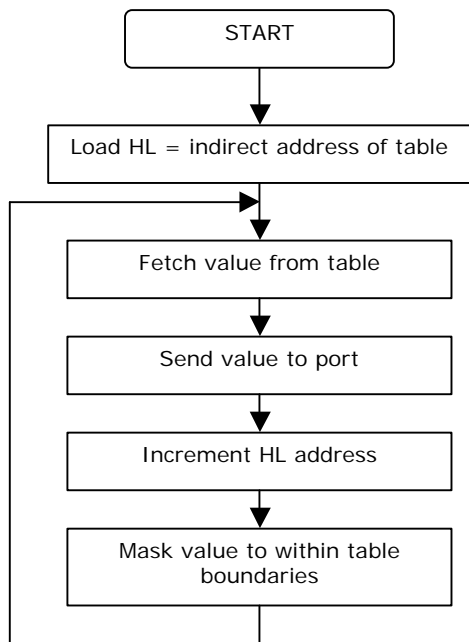 START
Load HL = indirect address of table
Fetch value from table
Send value to port
Increment HL address
Mask value to within table
boundaries